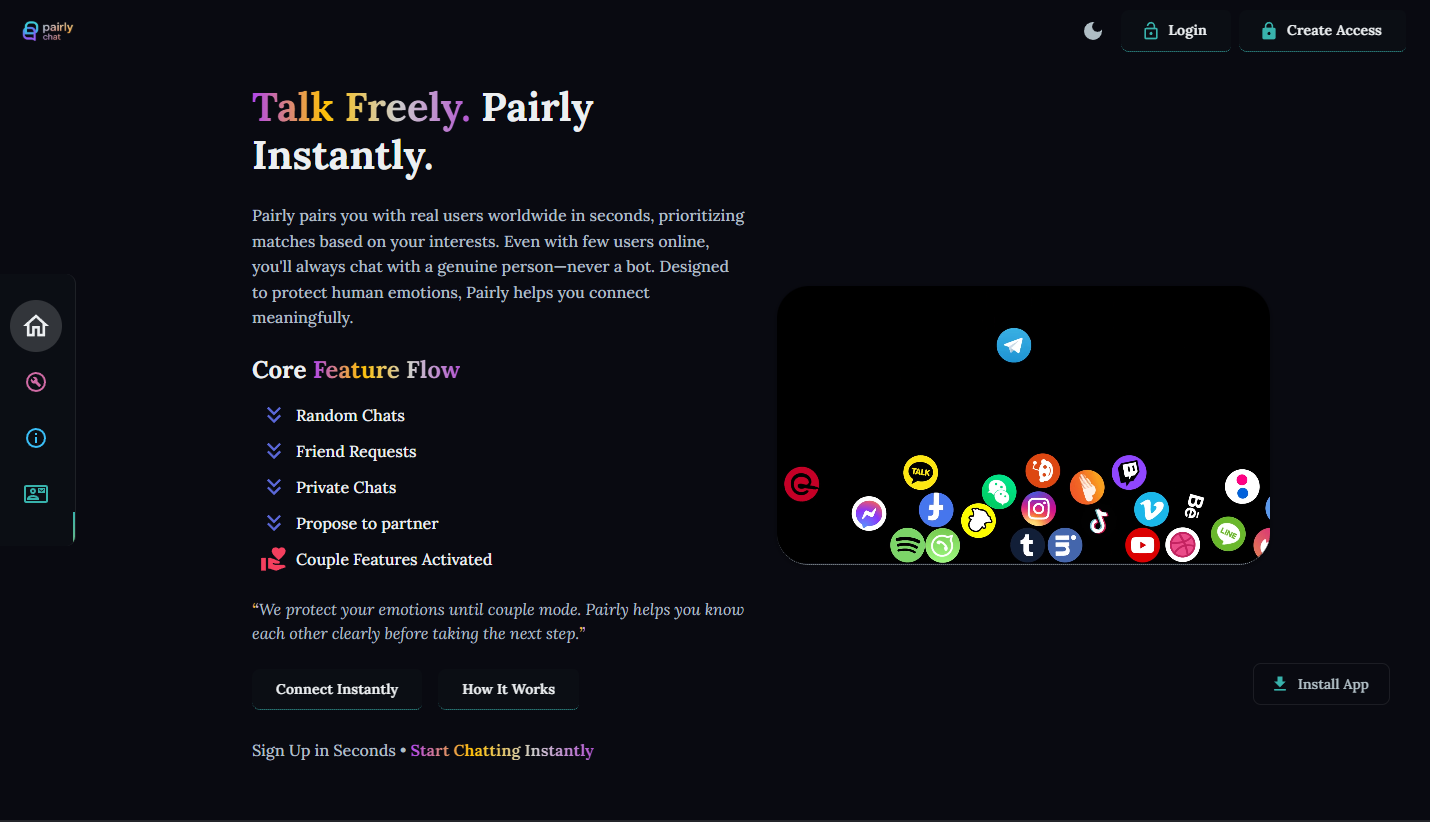 pairly
chat
Login
Create Access
Talk Freely. Pairly
Instantly.
Pairly pairs you with real users worldwide in seconds, prioritizing
matches based on your interests. Even with few users online,
you'll always chat with a genuine person—never a bot. Designed
to protect human emotions, Pairly helps you connect
meaningfully.
Core Feature Flow
Random Chats
Friend Requests
Private Chats
Propose to partner
Couple Features Activated
“We protect your emotions until couple mode. Pairly helps you know
each other clearly before taking the next step.”
Connect Instantly
How It Works
Sign Up in Seconds • Start Chatting Instantly
TALK
Bē
LINE
Install App